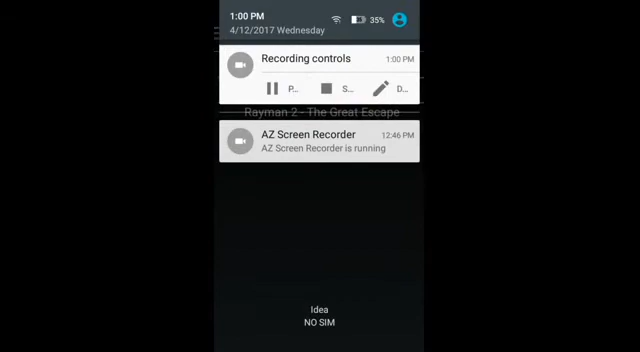 1:00 PM
35%
4/12/2017 Wednesday
Recording controls
1:00 PM
P...
S...
D...
Rayman 2 - The Great Escape
AZ Screen Recorder
12:46 PM
AZ Screen Recorder is running
Idea
NO SIM